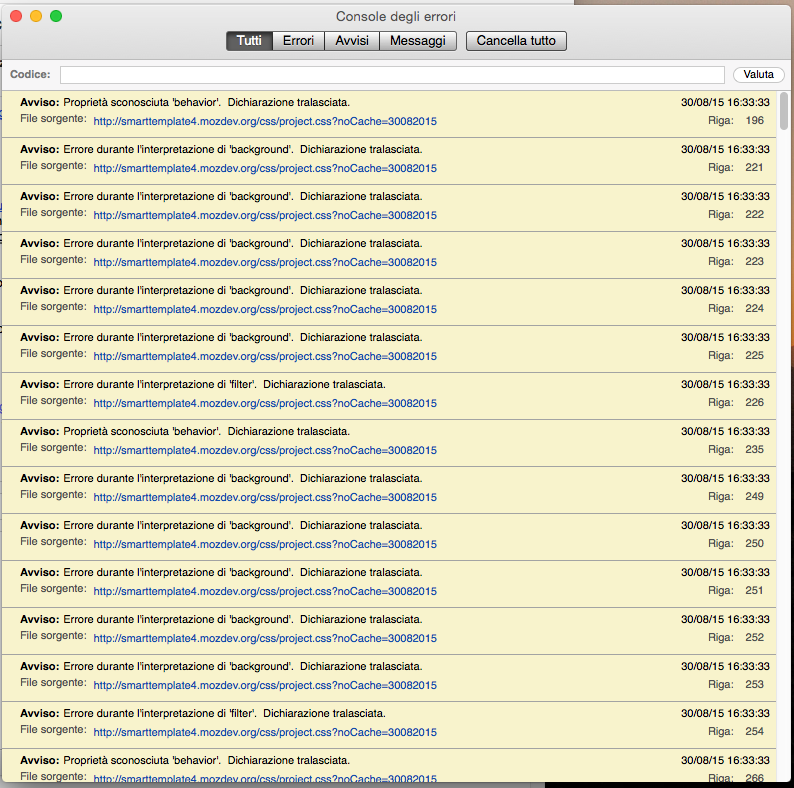 Console degli errori
Tutti Errori Avvisi Messaggi Cancella tutto
Codice: Valuta
Avviso: Proprietà sconosciuta 'behavior'. Dichiarazione tralasciata. 30/08/15 16:33:33
File sorgente: http://smarttemplate4.mozdev.org/css/project.css?noCache=30082015 Riga: 196
Avviso: Errore durante l'interpretazione di 'background'. Dichiarazione tralasciata. 30/08/15 16:33:33
File sorgente: http://smarttemplate4.mozdev.org/css/project.css?noCache=30082015 Riga: 221
Avviso: Errore durante l'interpretazione di 'background'. Dichiarazione tralasciata. 30/08/15 16:33:33
File sorgente: http://smarttemplate4.mozdev.org/css/project.css?noCache=30082015 Riga: 222
Avviso: Errore durante l'interpretazione di 'background'. Dichiarazione tralasciata. 30/08/15 16:33:33
File sorgente: http://smarttemplate4.mozdev.org/css/project.css?noCache=30082015 Riga: 223
Avviso: Errore durante l'interpretazione di 'background'. Dichiarazione tralasciata. 30/08/15 16:33:33
File sorgente: http://smarttemplate4.mozdev.org/css/project.css?noCache=30082015 Riga: 224
Avviso: Errore durante l'interpretazione di 'background'. Dichiarazione tralasciata. 30/08/15 16:33:33
File sorgente: http://smarttemplate4.mozdev.org/css/project.css?noCache=30082015 Riga: 225
Avviso: Errore durante l'interpretazione di 'filter'. Dichiarazione tralasciata. 30/08/15 16:33:33
File sorgente: http://smarttemplate4.mozdev.org/css/project.css?noCache=30082015 Riga: 226
Avviso: Proprietà sconosciuta 'behavior'. Dichiarazione tralasciata. 30/08/15 16:33:33
File sorgente: http://smarttemplate4.mozdev.org/css/project.css?noCache=30082015 Riga: 235
Avviso: Errore durante l'interpretazione di 'background'. Dichiarazione tralasciata. 30/08/15 16:33:33
File sorgente: http://smarttemplate4.mozdev.org/css/project.css?noCache=30082015 Riga: 249
Avviso: Errore durante l'interpretazione di 'background'. Dichiarazione tralasciata. 30/08/15 16:33:33
File sorgente: http://smarttemplate4.mozdev.org/css/project.css?noCache=30082015 Riga: 250
Avviso: Errore durante l'interpretazione di 'background'. Dichiarazione tralasciata. 30/08/15 16:33:33
File sorgente: http://smarttemplate4.mozdev.org/css/project.css?noCache=30082015 Riga: 251
Avviso: Errore durante l'interpretazione di 'background'. Dichiarazione tralasciata. 30/08/15 16:33:33
File sorgente: http://smarttemplate4.mozdev.org/css/project.css?noCache=30082015 Riga: 252
Avviso: Errore durante l'interpretazione di 'background'. Dichiarazione tralasciata. 30/08/15 16:33:33
File sorgente: http://smarttemplate4.mozdev.org/css/project.css?noCache=30082015 Riga: 253
Avviso: Errore durante l'interpretazione di 'filter'. Dichiarazione tralasciata. 30/08/15 16:33:33
File sorgente: http://smarttemplate4.mozdev.org/css/project.css?noCache=30082015 Riga: 254
Avviso: Proprietà sconosciuta 'behavior'. Dichiarazione tralasciata. 30/08/15 16:33:33
File sorgente: http://smarttemplate4.mozdev.org/css/project.css?noCache=30082015 Riga: 266